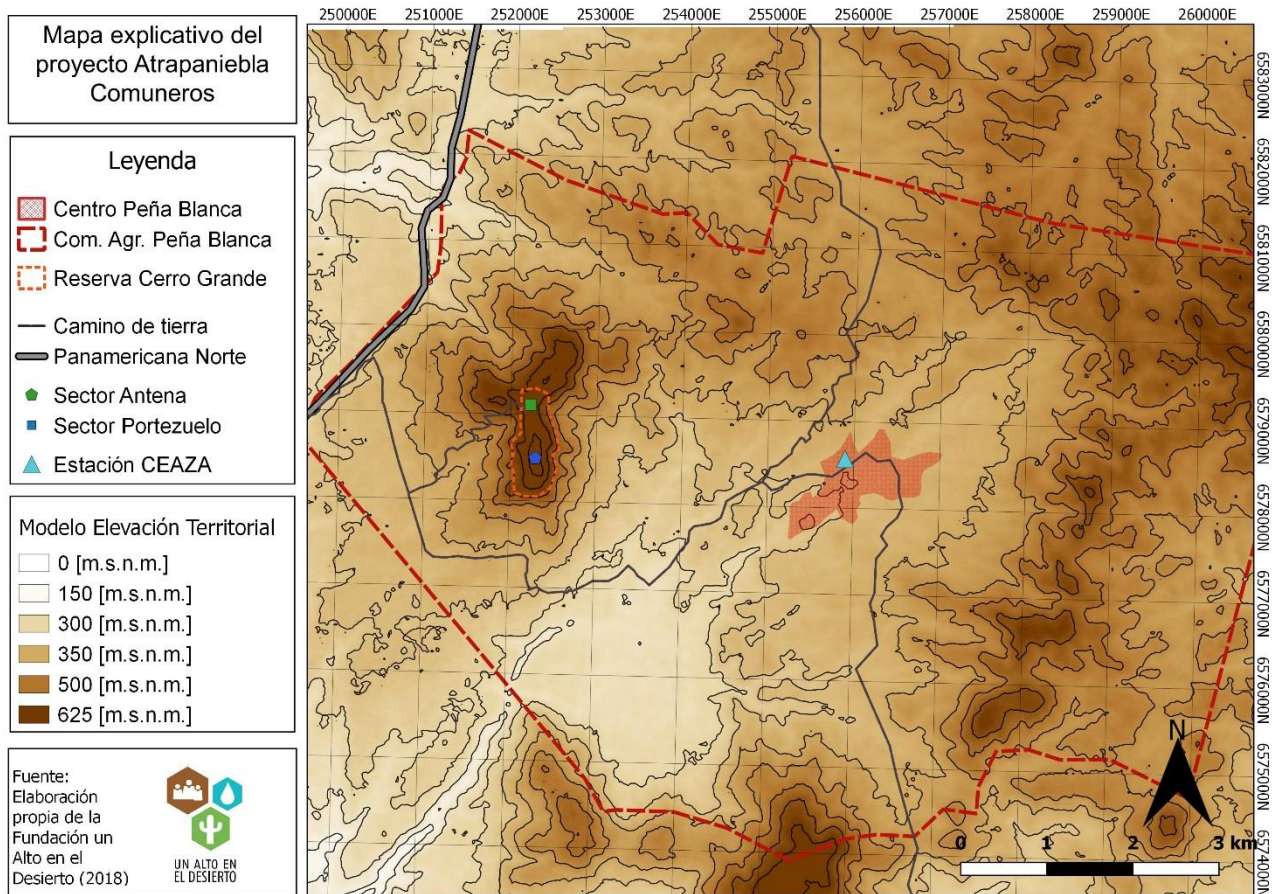 Mapa explicativo del
proyecto Atrapaniebla
Comuneros
Leyenda
Centro Peña Blanca
Com. Agr. Peña Blanca
Reserva Cerro Grande
Camino de tierra
Panamericana Norte
Sector Antena
Sector Portezuelo
Estación CEAZA
Modelo Elevación Territorial
0 [m.s.n.m.]
150 [m.s.n.m.]
300 [m.s.n.m.]
350 [m.s.n.m.]
500 [m.s.n.m.]
625 [m.s.n.m.]
Fuente:
Elaboración
propia de la
Fundación un
Alto en el
Desierto (2018)
UN ALTO EN
EL DESIERTO
250000E 251000E 252000E 253000E 254000E 255000E 256000E 257000E 258000E 259000E 260000E
6583000N
6582000N
6581000N
6580000N
6579000N
6578000N
6577000N
6576000N
6575000N
6574000N
N
0 1 2 3 km